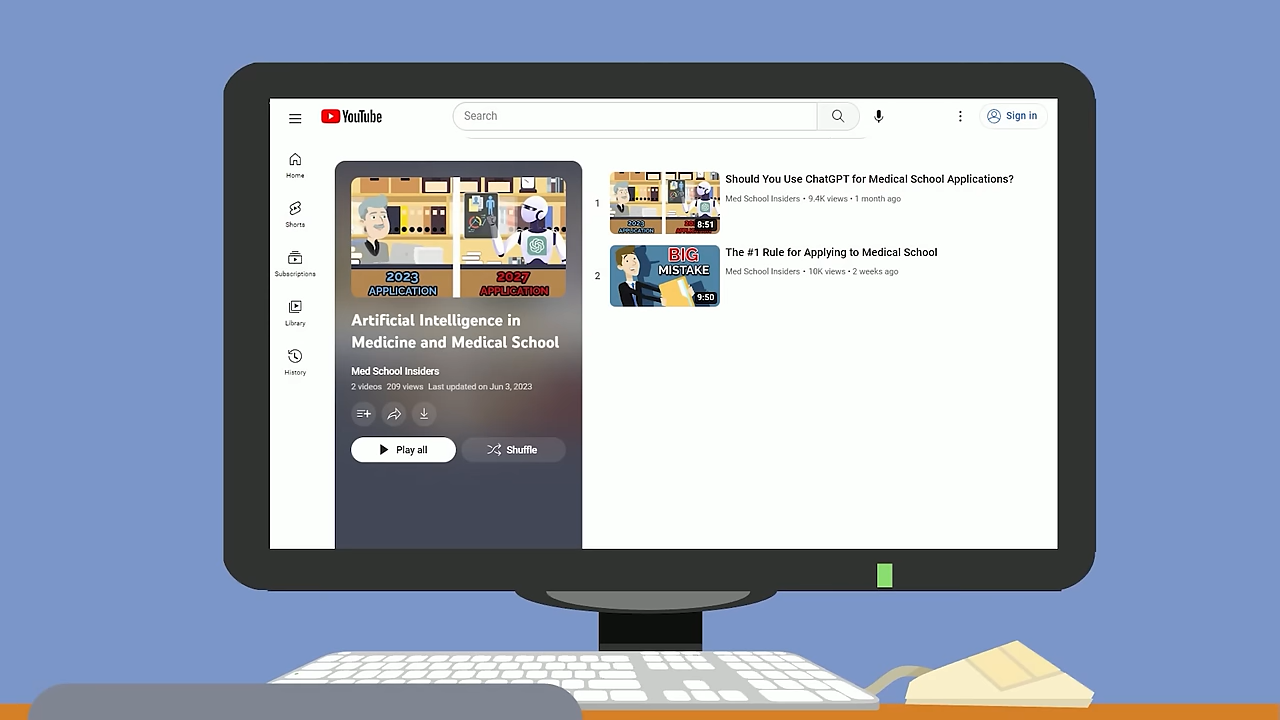 YouTube
Search
Sign in
Home
Shorts
Subscriptions
Library
History
2023
APPLICATION
2027
APPLICATION
Artificial Intelligence in
Medicine and Medical School
Med School Insiders
2 videos 209 views Last updated on Jun 3, 2023
Play all
Shuffle
1
2023
APPLICATION
8:51
Should You Use ChatGPT for Medical School Applications?
Med School Insiders • 9.4K views • 1 month ago
2
BIG
MISTAKE
9:50
The #1 Rule for Applying to Medical School
Med School Insiders • 10K views • 2 weeks ago